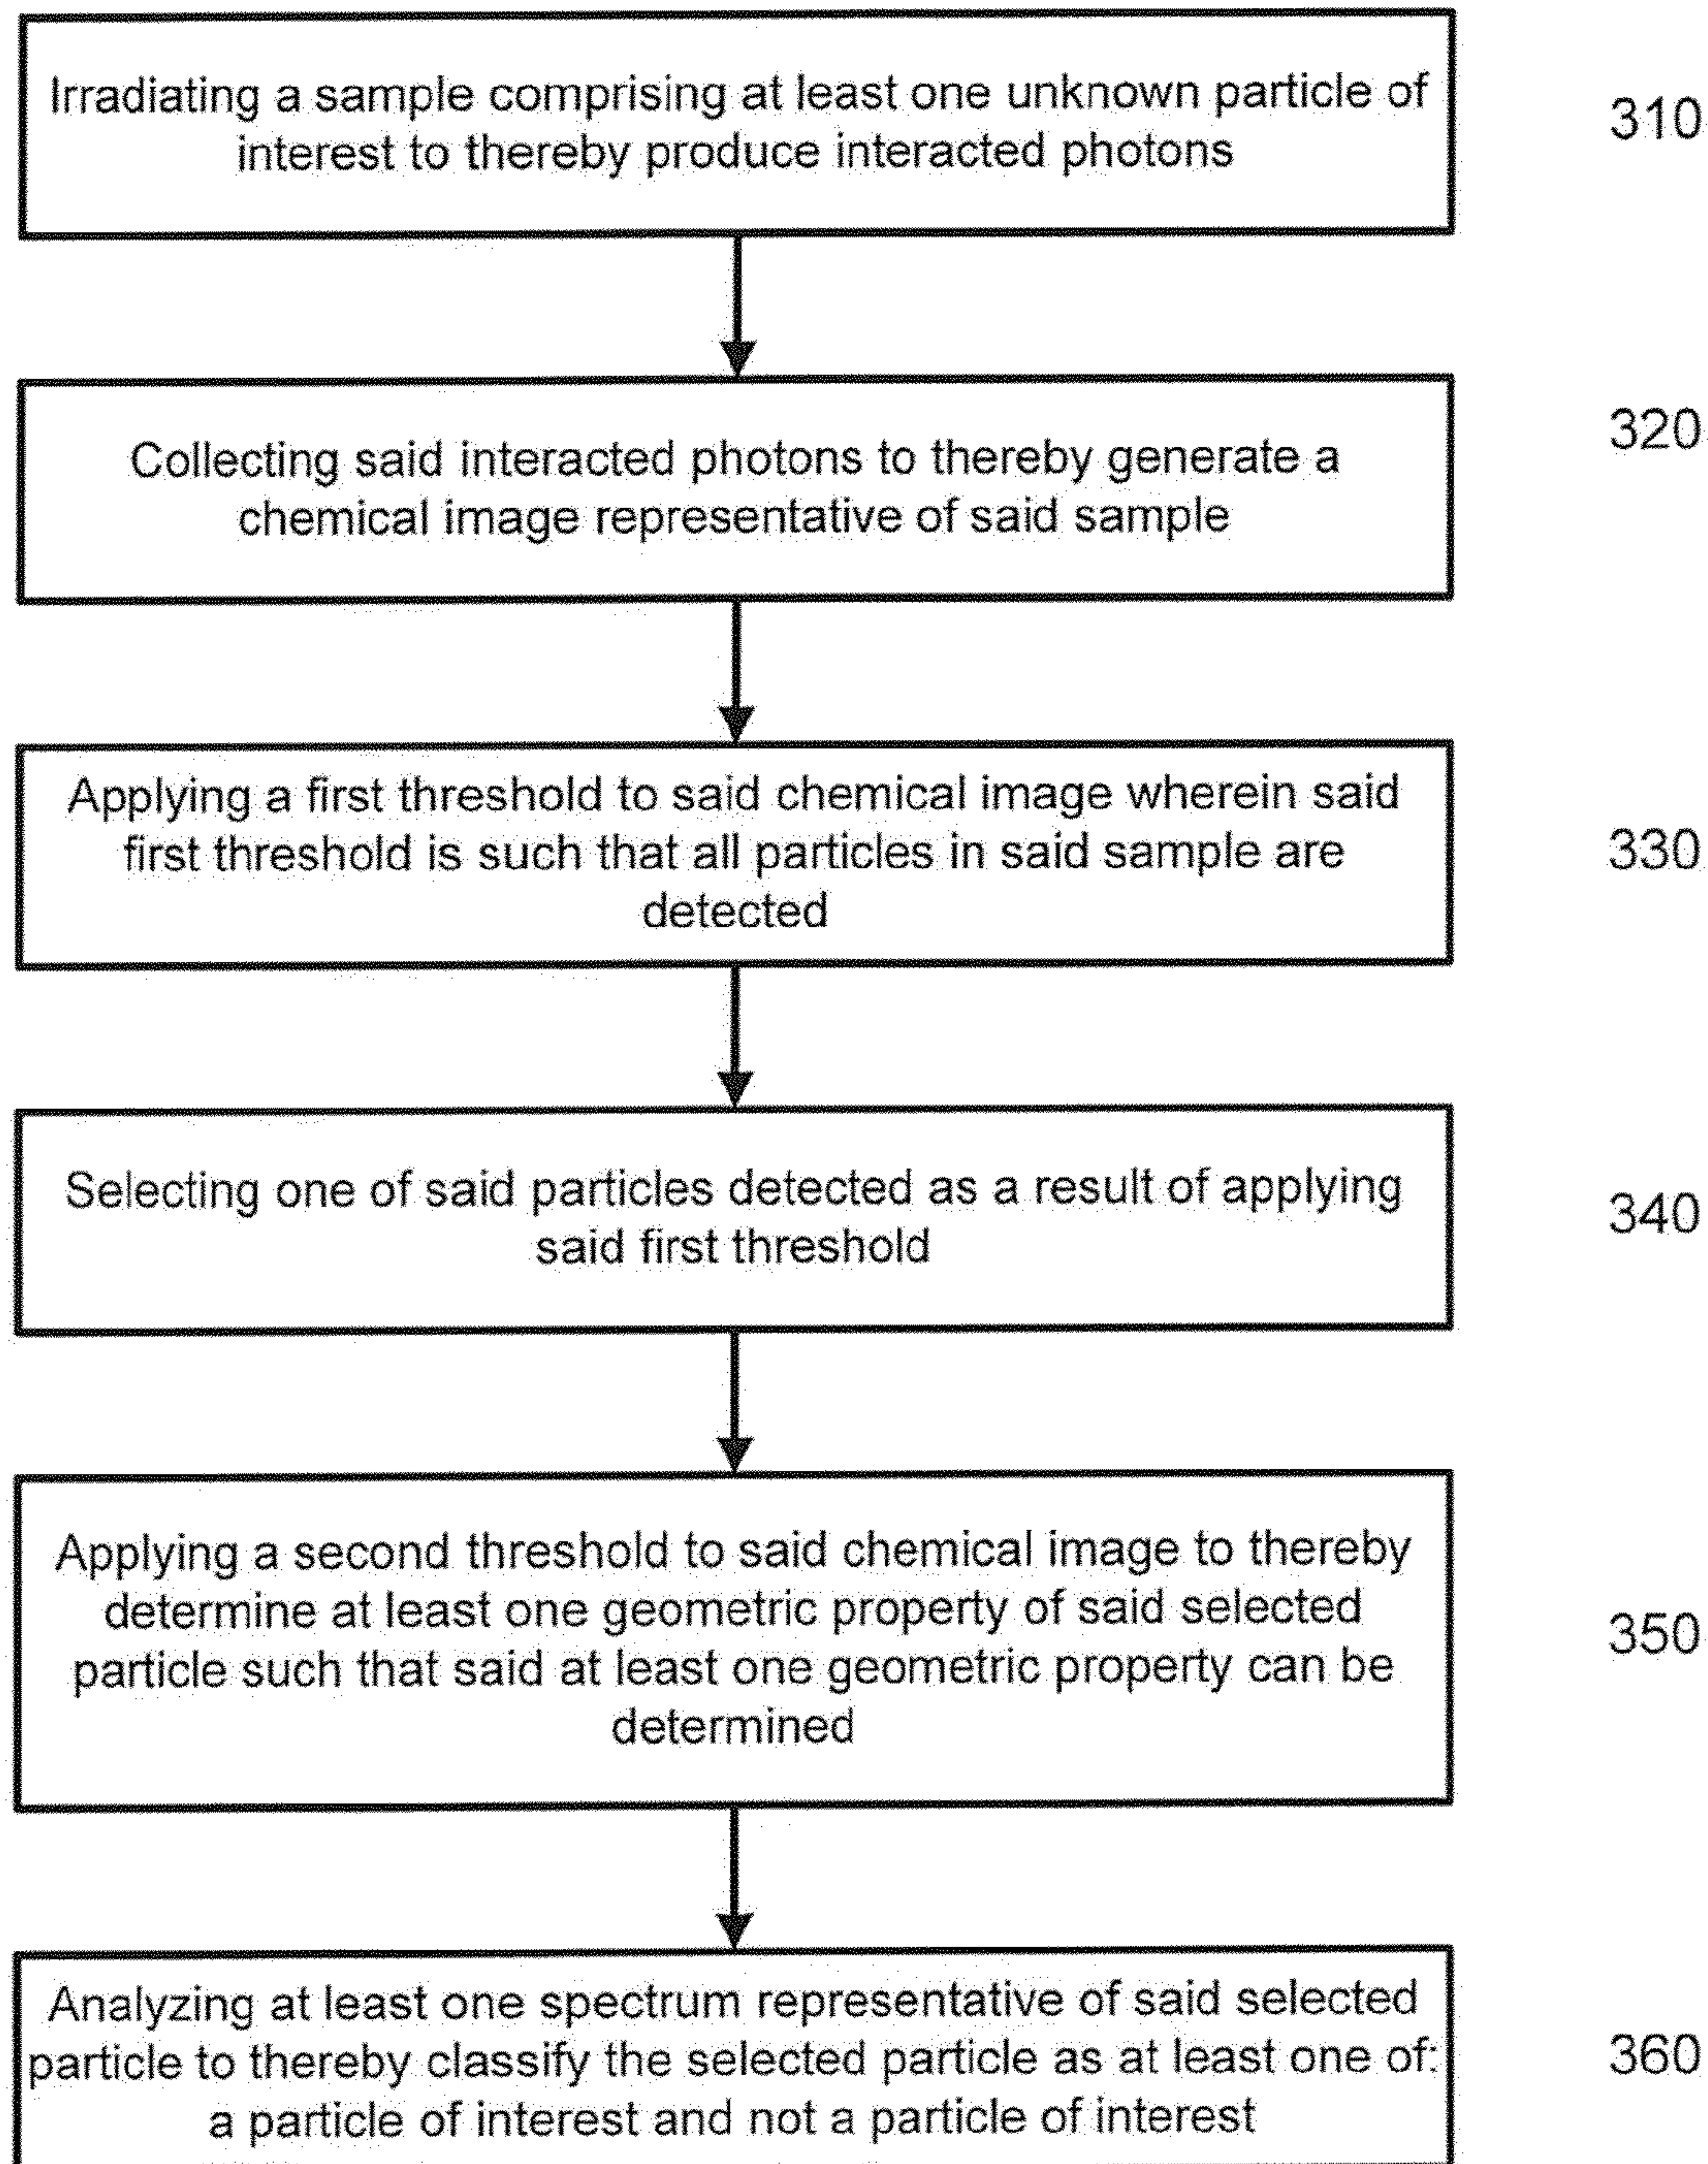 Irradiating a sample comprising at least one unknown particle of
interest to thereby produce interacted photons
310
Collecting said interacted photons to thereby generate a
chemical image representative of said sample
320
Applying a first threshold to said chemical image wherein said
first threshold is such that all particles in said sample are
detected
330
Selecting one of said particles detected as a result of applying
said first threshold
340
Applying a second threshold to said chemical image to thereby
determine at least one geometric property of said selected
particle such that said at least one geometric property can be
determined
350
Analyzing at least one spectrum representative of said selected
particle to thereby classify the selected particle as at least one of:
a particle of interest and not a particle of interest
360